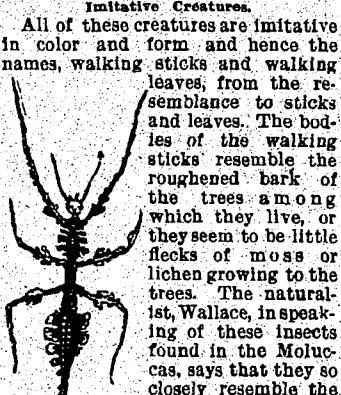 Imitative Creatures.
All of these creatures are imitative
in color and form and hence the
names, walking sticks and walking
leaves, from the re-
semblance to sticks
and leaves. The bod-
ies of the walking
sticks resemble the
roughened bark of
the trees among
which they live, or
they seem to be little
flecks of moss or
lichen growing to the
trees. The natural-
ist, Wallace, in speak-
ing of these insects
found in the Moluc-
cas, says that they so
closely resemble the